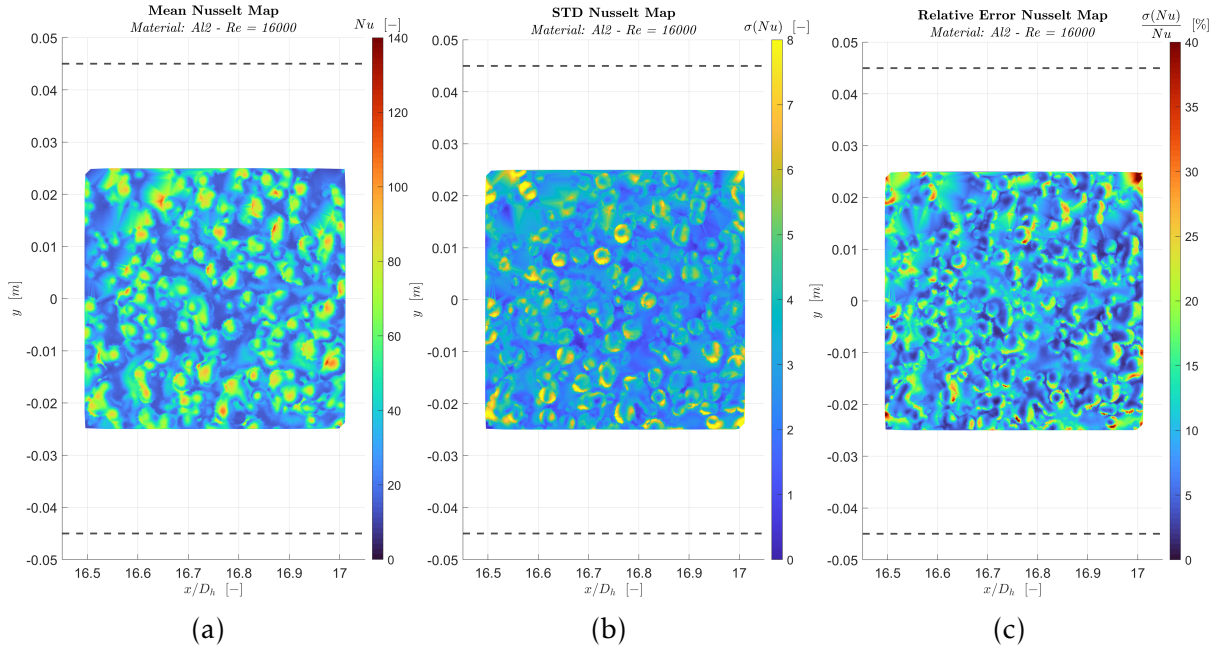 Mean Nusselt Map
Material: Al2 - Re = 16000
Nu [−]
0.05
0.04
0.03
0.02
0.01
0
-0.01
-0.02
-0.03
-0.04
-0.05
y [m]
16.5 16.6 16.7 16.8 16.9 17
x/D_h [−]
140
120
100
80
60
40
20
0
(a)
STD Nusselt Map
Material: Al2 - Re = 16000
σ(Nu) [−]
0.05
0.04
0.03
0.02
0.01
0
-0.01
-0.02
-0.03
-0.04
-0.05
y [m]
16.5 16.6 16.7 16.8 16.9 17
x/D_h [−]
8
7
6
5
4
3
2
1
0
(b)
Relative Error Nusselt Map
Material: Al2 - Re = 16000
σ(Nu)
Nu
[%]
0.05
0.04
0.03
0.02
0.01
0
-0.01
-0.02
-0.03
-0.04
-0.05
y [m]
16.5 16.6 16.7 16.8 16.9 17
x/D_h [−]
40
35
30
25
20
15
10
5
0
(c)